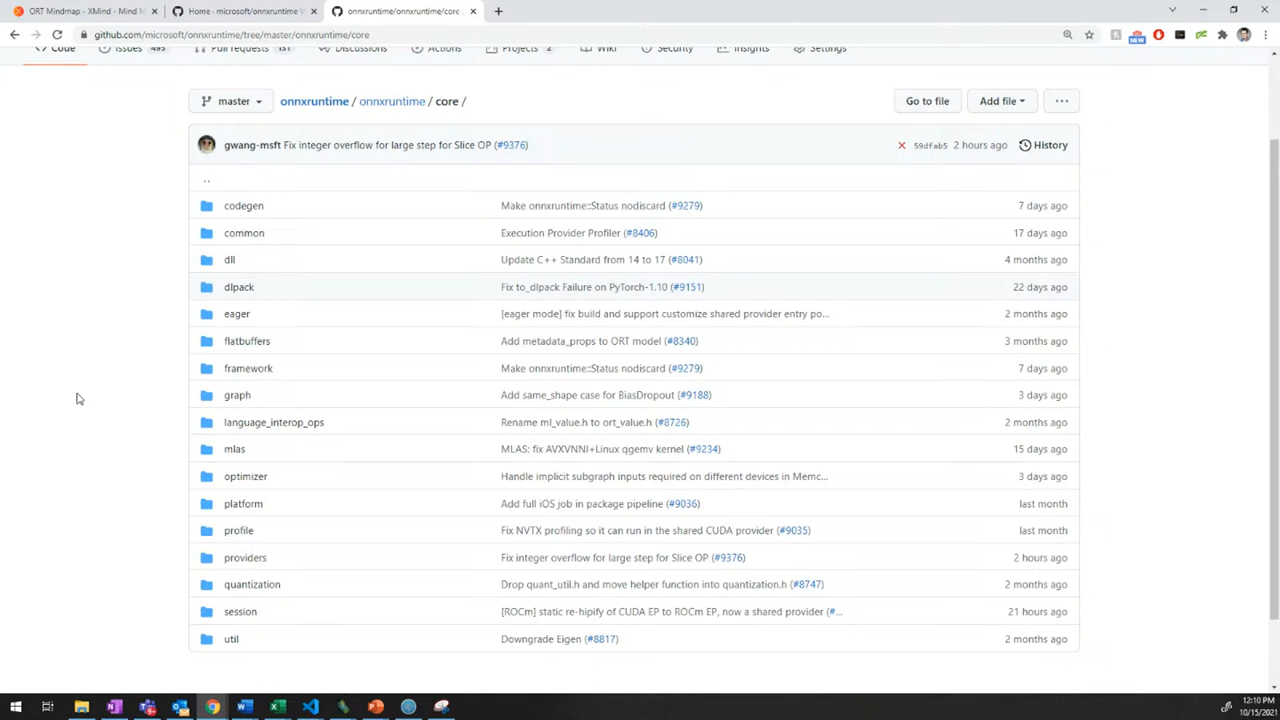 ORT Mindmap - XMind - Mind M
Home · microsoft/onnxruntime W
onnxruntime/onnxruntime/core
github.com/microsoft/onnxruntime/tree/master/onnxruntime/core
NEW
Code
Issues 495
Pull requests 151
Discussions
Actions
Projects 2
Wiki
Security
Insights
Settings
master
onnxruntime / onnxruntime / core /
Go to file
Add file
...
gwang-msft Fix integer overflow for large step for Slice OP (#9376)
59dfab5 2 hours ago
History
..
codegen Make onnxruntime::Status nodiscard (#9279) 7 days ago
common Execution Provider Profiler (#8406) 17 days ago
dll Update C++ Standard from 14 to 17 (#8041) 4 months ago
dlpack Fix to_dlpack Failure on PyTorch-1.10 (#9151) 22 days ago
eager [eager mode] fix build and support customize shared provider entry po... 2 months ago
flatbuffers Add metadata_props to ORT model (#8340) 3 months ago
framework Make onnxruntime::Status nodiscard (#9279) 7 days ago
graph Add same_shape case for BiasDropout (#9188) 3 days ago
language_interop_ops Rename ml_value.h to ort_value.h (#8726) 2 months ago
mlas MLAS: fix AVXVNNI+Linux qgemv kernel (#9234) 15 days ago
optimizer Handle implicit subgraph inputs required on different devices in Memc... 3 days ago
platform Add full iOS job in package pipeline (#9036) last month
profile Fix NVTX profiling so it can run in the shared CUDA provider (#9035) last month
providers Fix integer overflow for large step for Slice OP (#9376) 2 hours ago
quantization Drop quant_util.h and move helper function into quantization.h (#8747) 2 months ago
session [ROCm] static re-hipify of CUDA EP to ROCm EP, now a shared provider (#... 21 hours ago
util Downgrade Eigen (#8817) 2 months ago
12:10 PM
10/15/2021